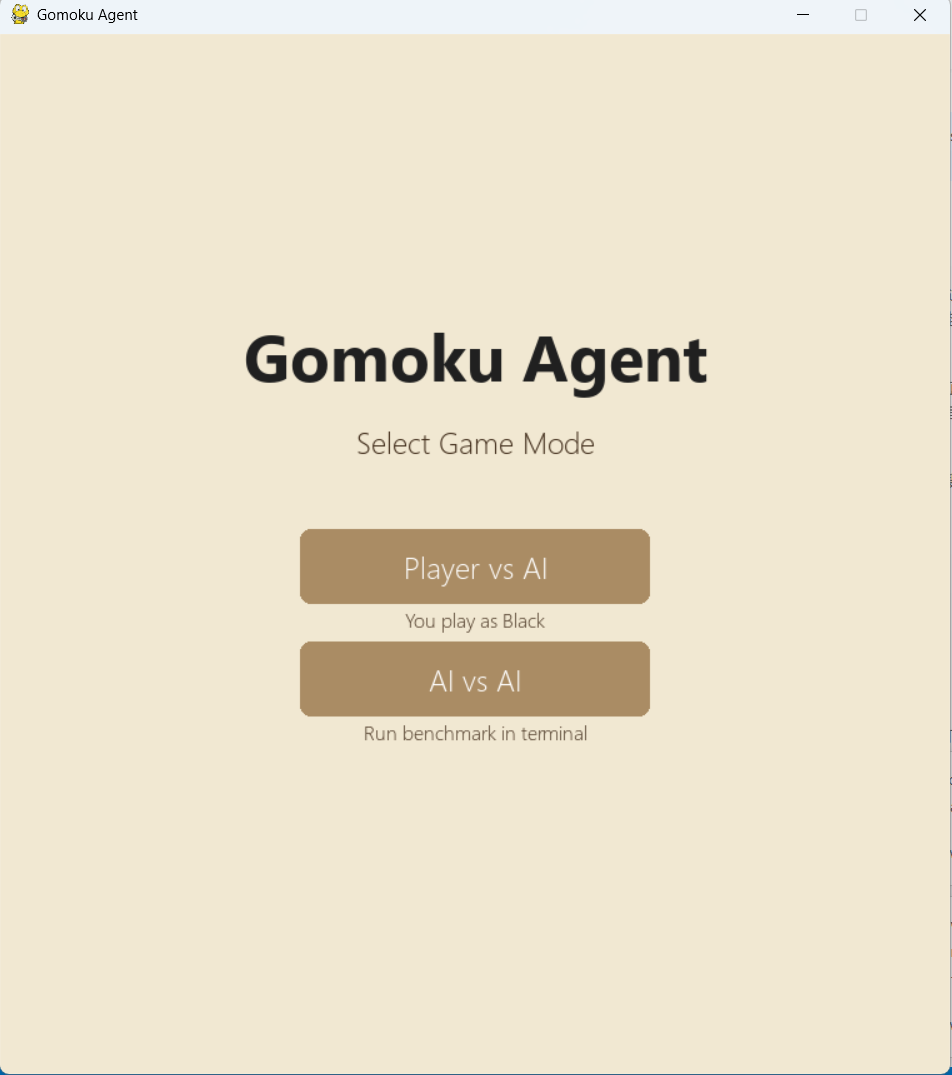 Gomoku Agent
Gomoku Agent
Select Game Mode
Player vs AI
You play as Black
AI vs AI
Run benchmark in terminal